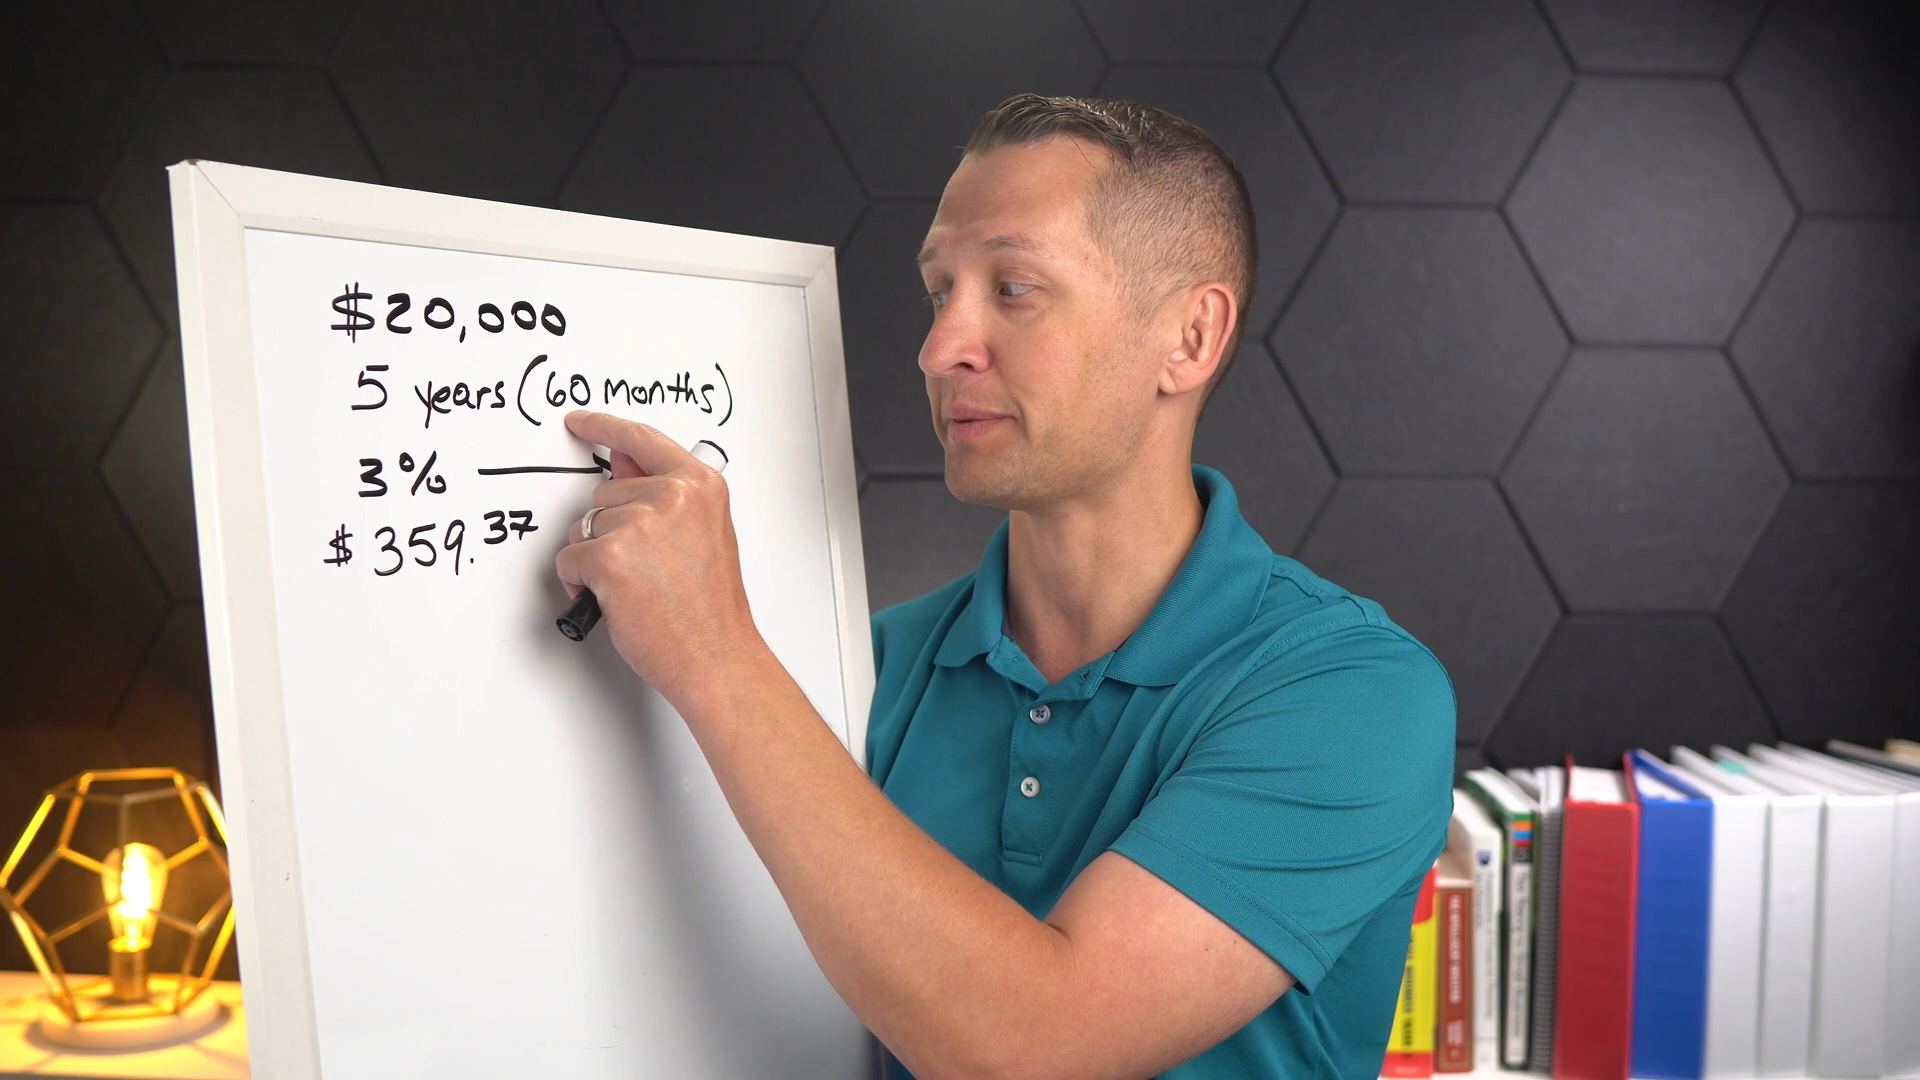 $20,000
5 years (60 months)
3%
$359.37